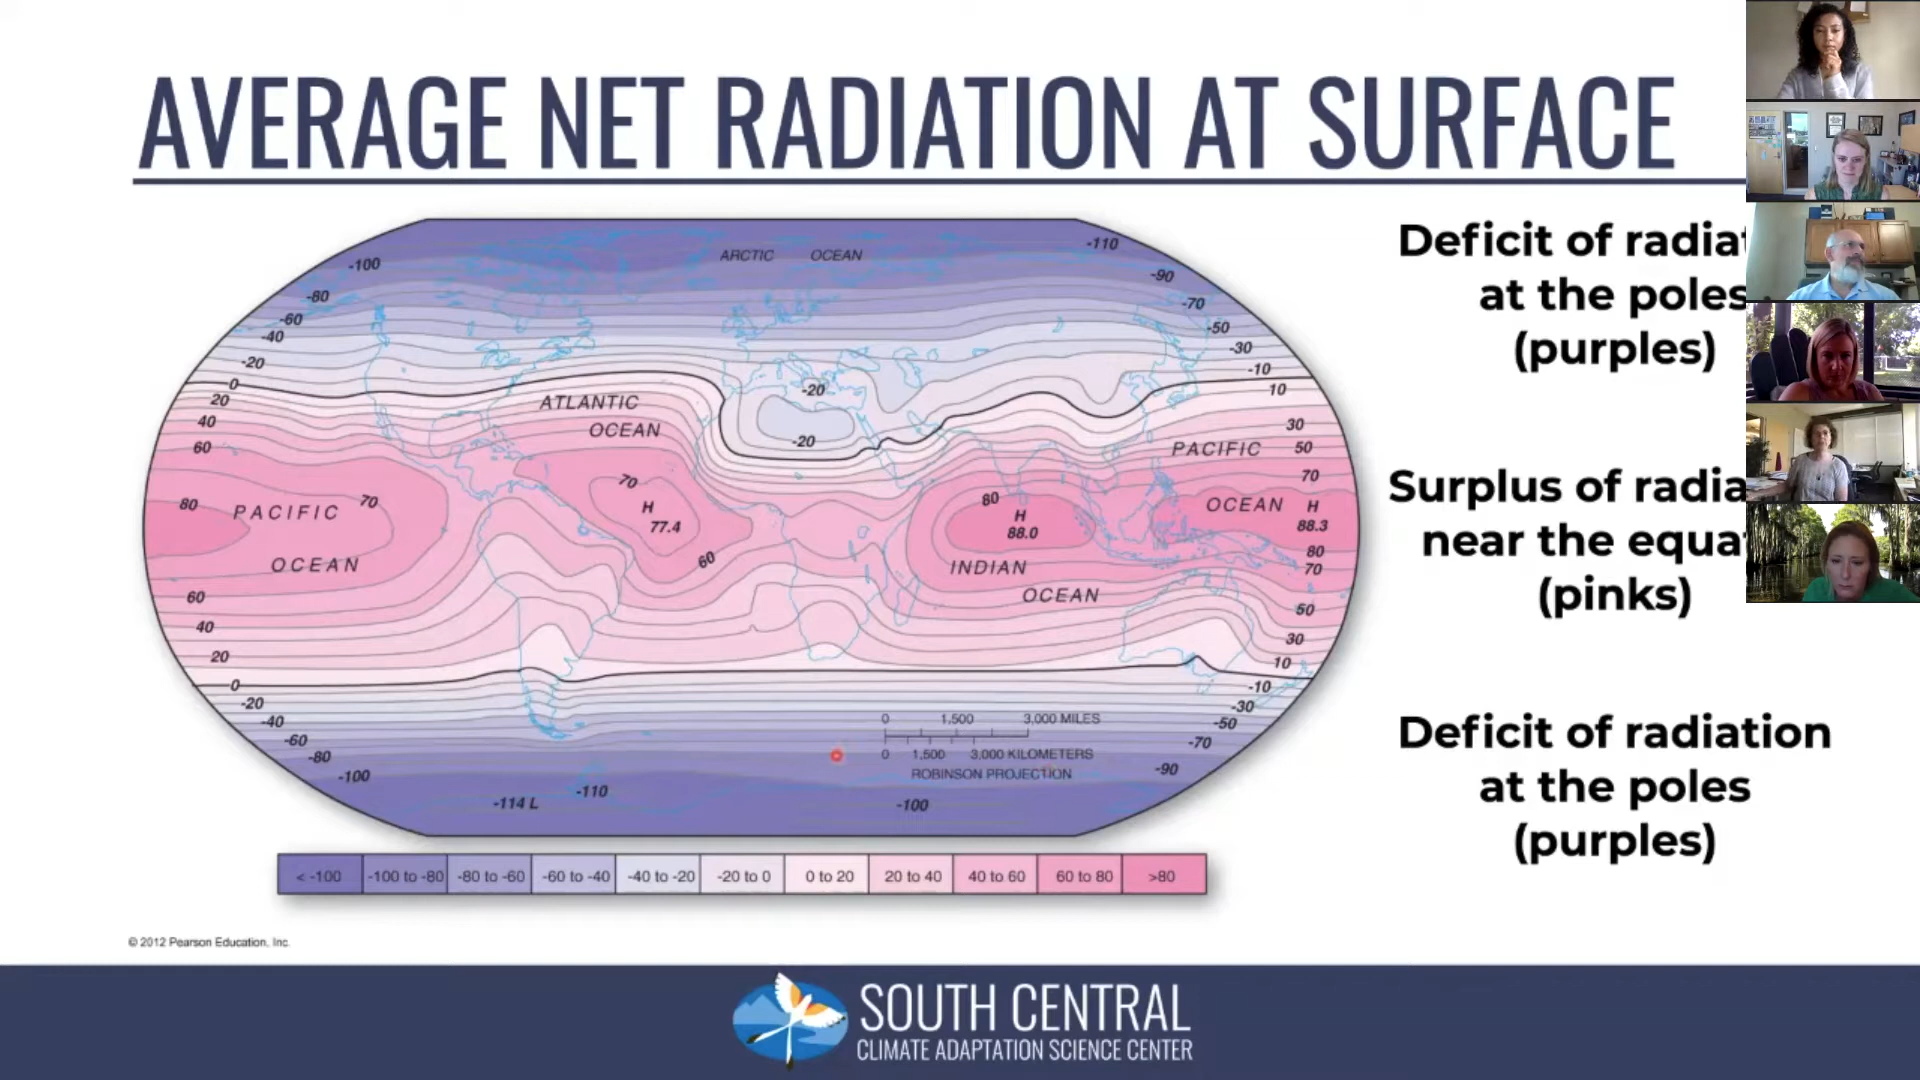 AVERAGE NET RADIATION AT SURFACE
ARCTIC OCEAN
-110
-100
-90
-80
-70
-60
-50
-40
-30
-20
-10
0
10
20
-20
ATLANTIC
OCEAN
40
30
60
-20
PACIFIC
50
70
70
80
PACIFIC
70
H
77.4
80
H
88.0
OCEAN
H
88.3
60
80
OCEAN
INDIAN
70
OCEAN
60
50
40
30
20
10
0
-10
-20
-30
-40
-50
-60
-70
-80
-90
-100
-110
-114 L
-100
0 1,500 3,000 MILES
0 1,500 3,000 KILOMETERS
ROBINSON PROJECTION
< -100 -100 to -80 -80 to -60 -60 to -40 -40 to -20 -20 to 0 0 to 20 20 to 40 40 to 60 60 to 80 >80
Deficit of radiat
at the poles
(purples)
Surplus of radia
near the equa
(pinks)
Deficit of radiation
at the poles
(purples)
© 2012 Pearson Education, Inc.
SOUTH CENTRAL
CLIMATE ADAPTATION SCIENCE CENTER